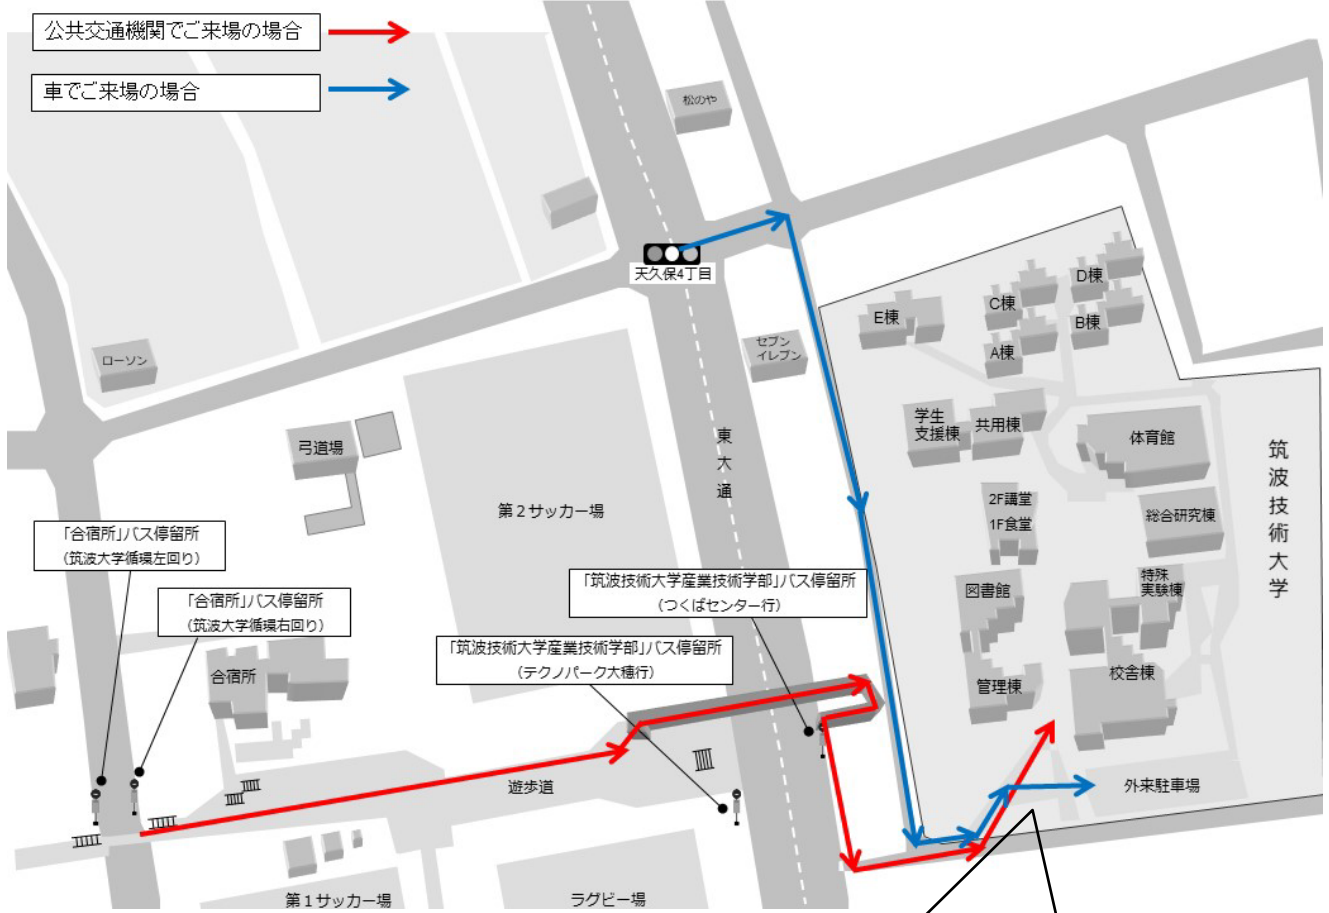 公共交通機関でご来場の場合
車でご来場の場合
松のや
天久保4丁目
ローソン
セブン
イレブン
E棟
C棟
D棟
A棟
B棟
弓道場
東大通
学生
支援棟
共用棟
体育館
筑波技術大学
第2サッカー場
2F講堂
1F食堂
総合研究棟
「合宿所」バス停留所
(筑波大学循環左回り)
「合宿所」バス停留所
(筑波大学循環右回り)
「筑波技術大学産業技術学部」バス停留所
(つくばセンター行)
「筑波技術大学産業技術学部」バス停留所
(テクノパーク大穂行)
図書館
特殊
実験棟
合宿所
管理棟
校舎棟
遊歩道
外来駐車場
第1サッカー場
ラグビー場